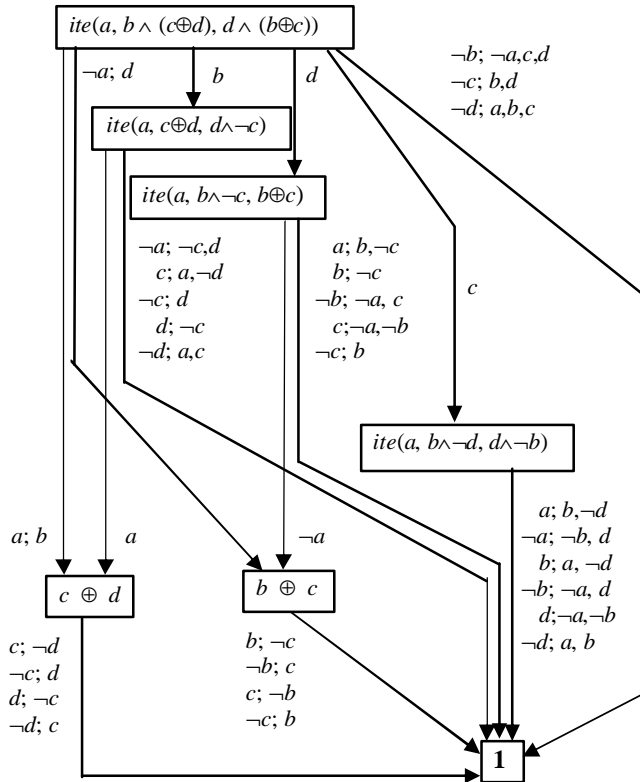 ite(a, b ∧ (c⊕d), d ∧ (b⊕c))
¬a; d
b
d
¬b; ¬a,c,d
¬c; b,d
¬d; a,b,c
ite(a, c⊕d, d∧¬c)
ite(a, b∧¬c, b⊕c)
¬a; ¬c,d
c; a,¬d
¬c; d
d; ¬c
¬d; a,c
a; b,¬c
b; ¬c
¬b; ¬a, c
c;¬a,¬b
¬c; b
c
ite(a, b∧¬d, d∧¬b)
a; b,¬d
¬a; ¬b, d
b; a, ¬d
¬b; ¬a, d
d;¬a,¬b
¬d; a, b
a; b
a
¬a
c ⊕ d
b ⊕ c
c; ¬d
¬c; d
d; ¬c
¬d; c
b; ¬c
¬b; c
c; ¬b
¬c; b
1